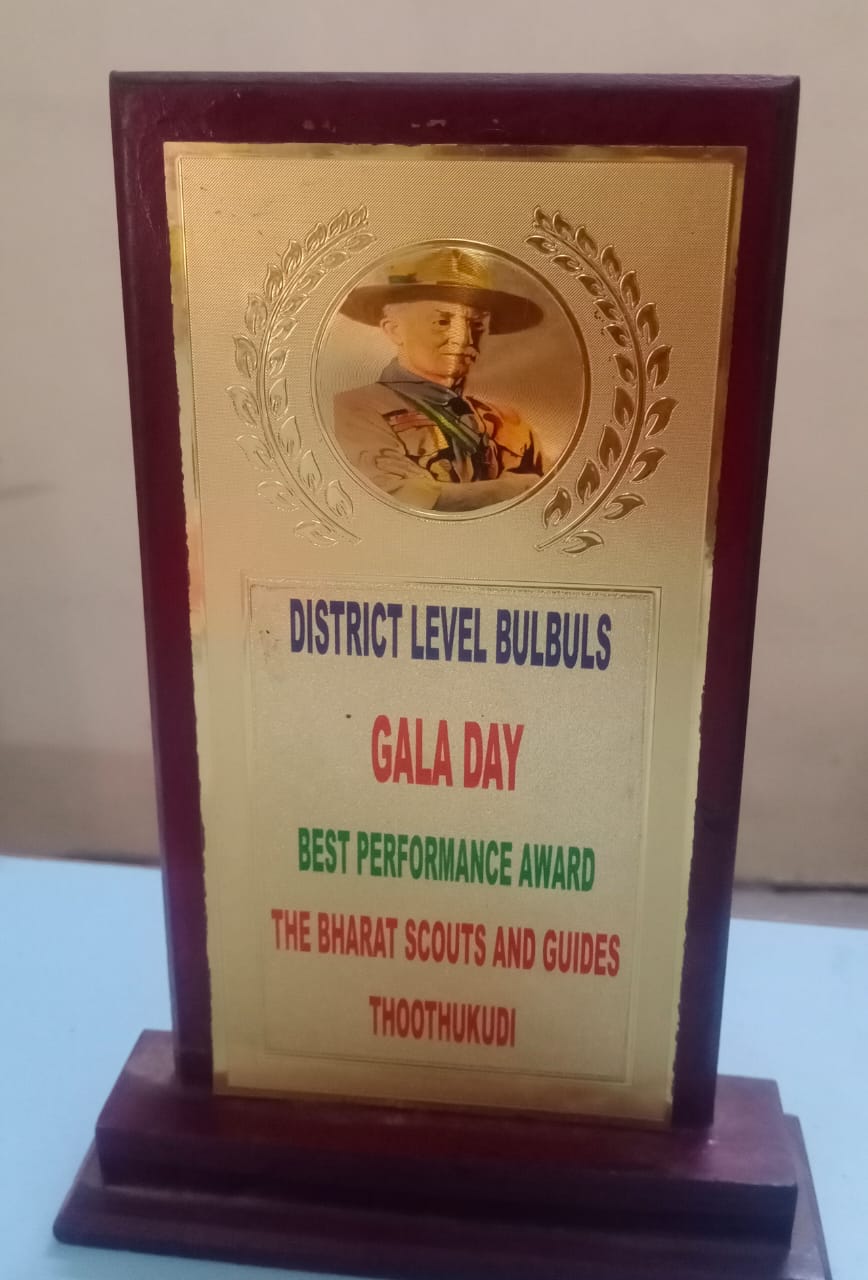 DISTRICT LEVEL BULBULS
GALA DAY
BEST PERFORMANCE AWARD
THE BHARAT SCOUTS AND GUIDES
THOOTHUKUDI